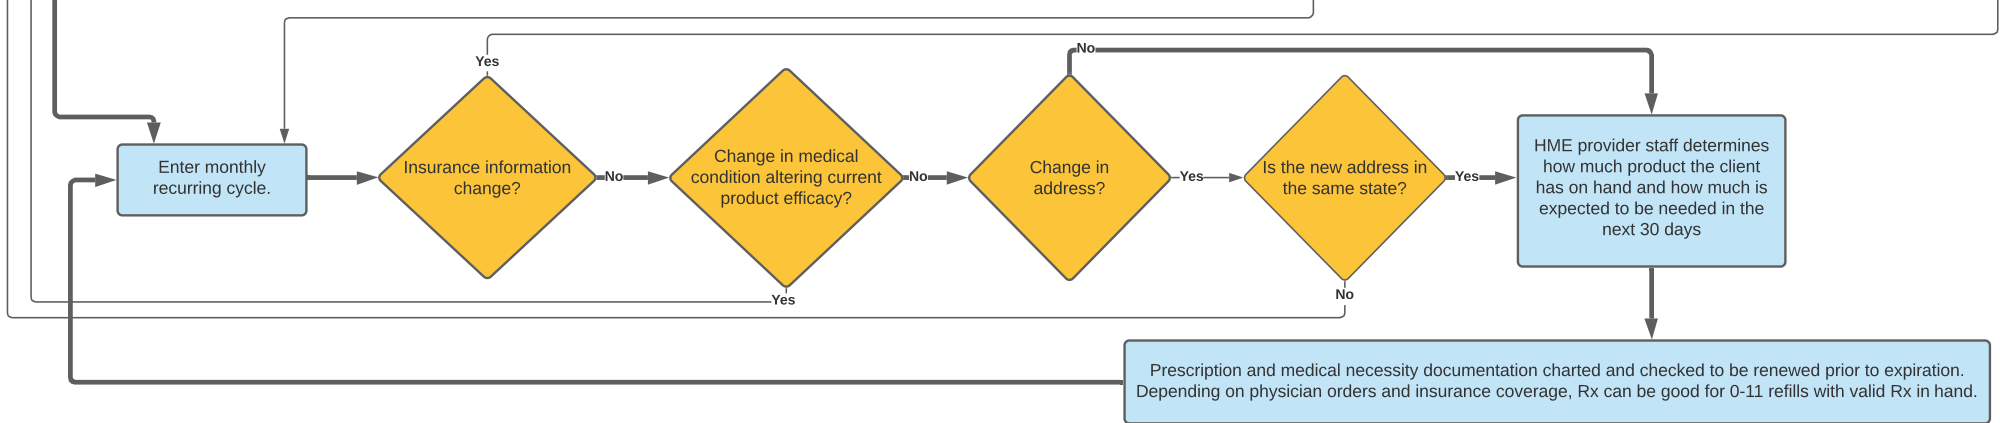 No
Yes
Enter monthly
recurring cycle.
Insurance information
change?
No
Change in medical
condition altering current
product efficacy?
No
Change in
address?
Yes
Is the new address in
the same state?
Yes
HME provider staff determines
how much product the client
has on hand and how much is
expected to be needed in the
next 30 days
Yes
No
Prescription and medical necessity documentation charted and checked to be renewed prior to expiration.
Depending on physician orders and insurance coverage, Rx can be good for 0-11 refills with valid Rx in hand.